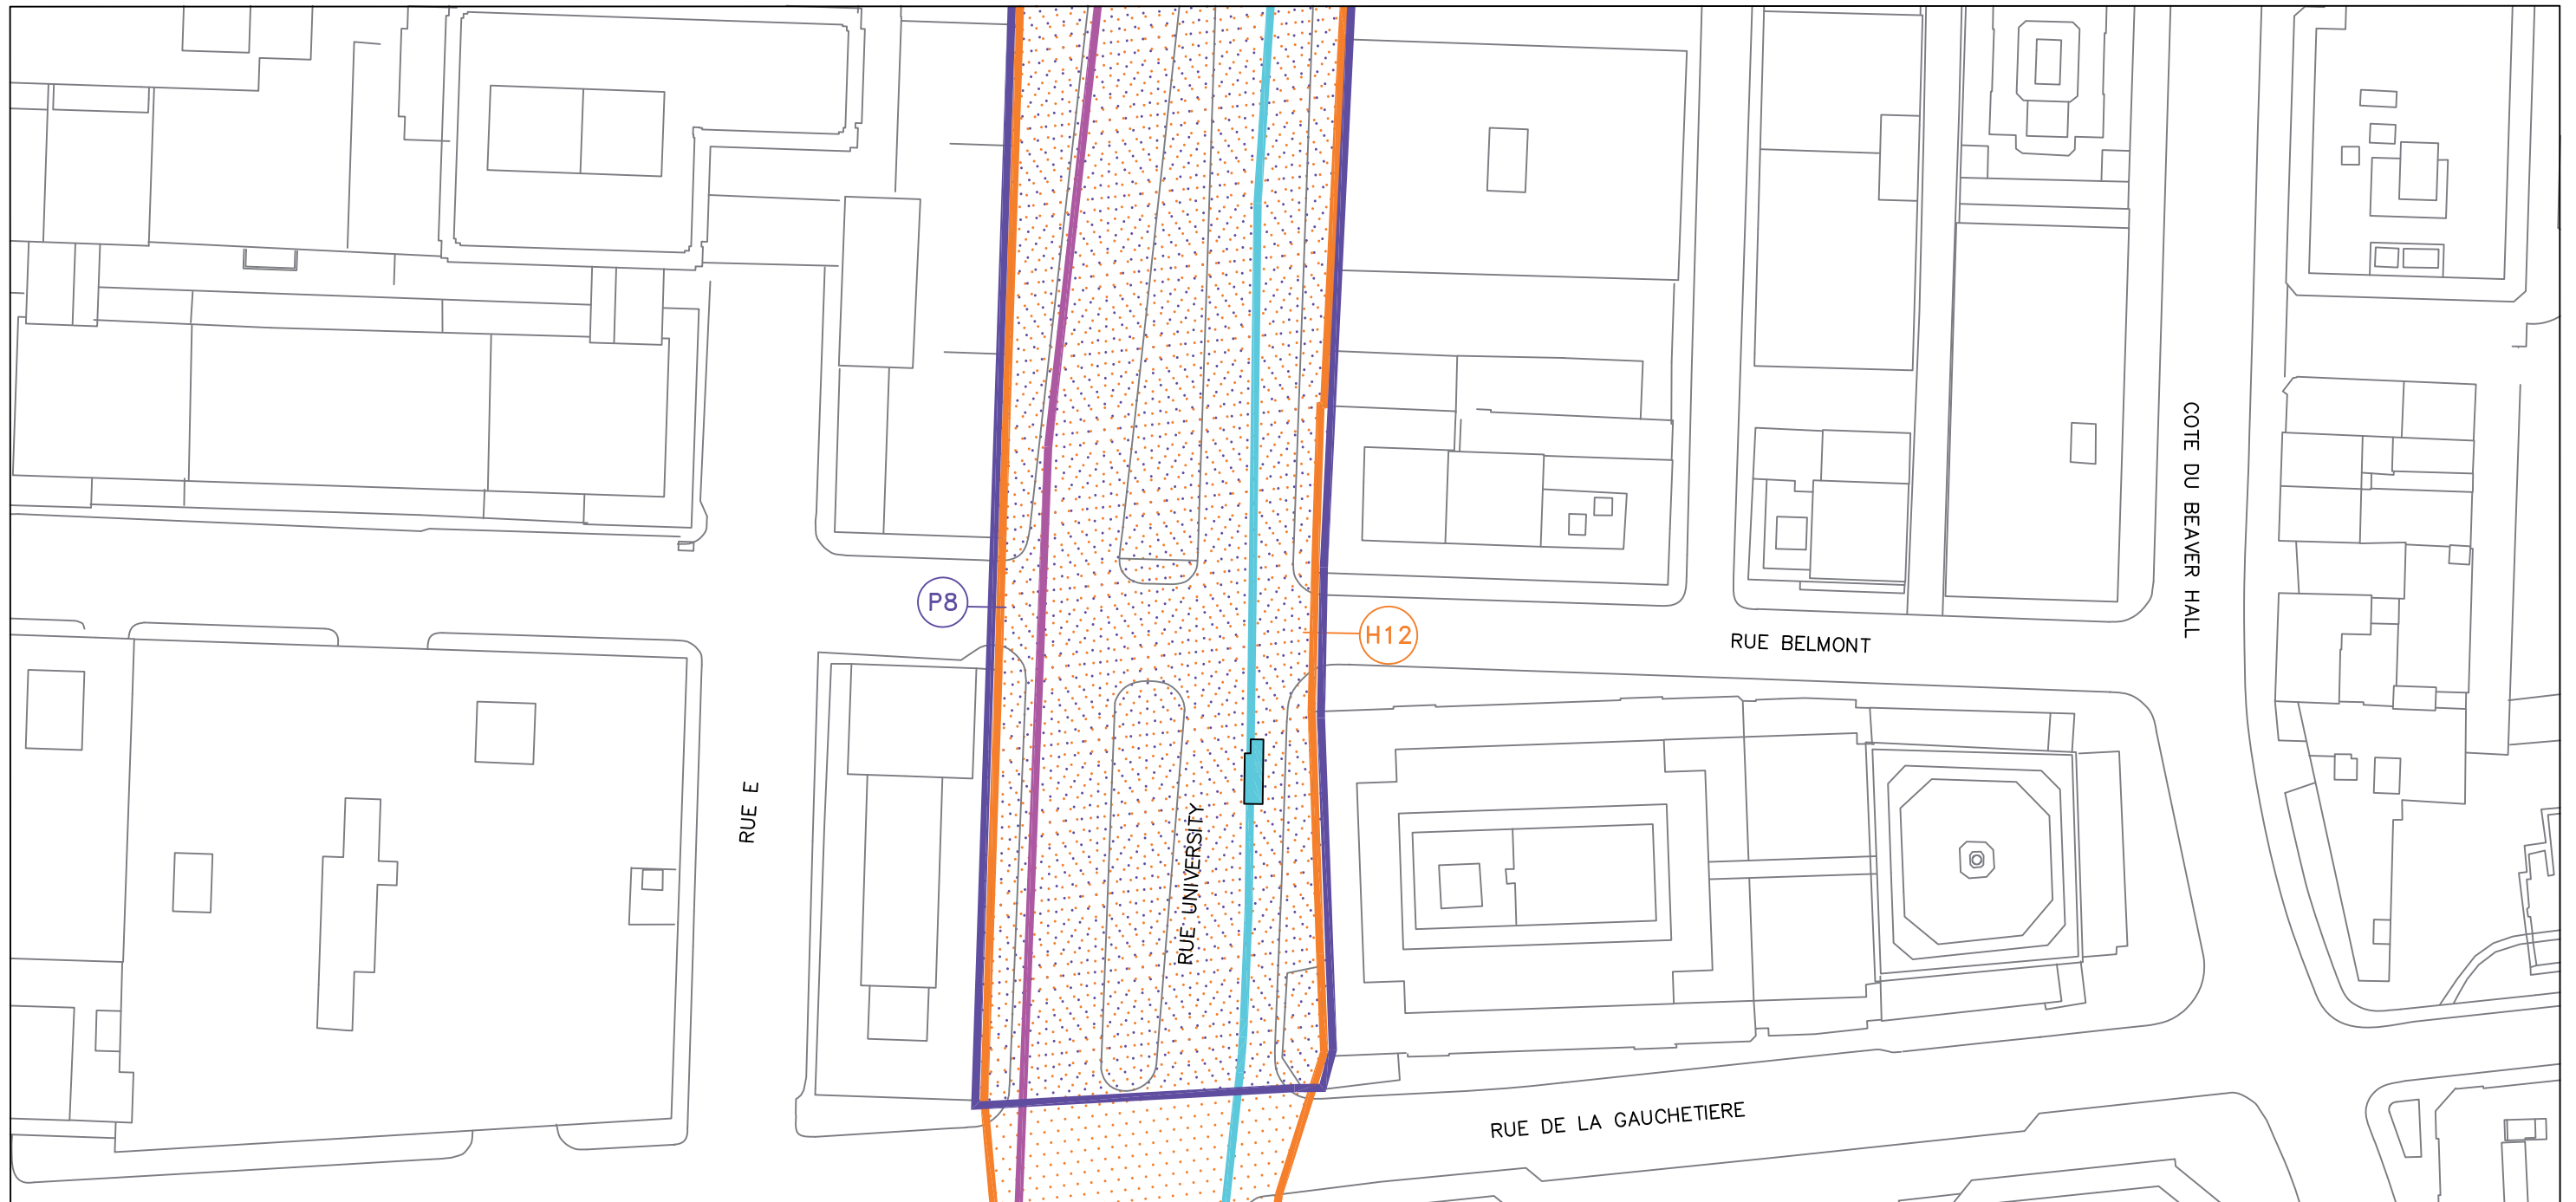 COTE DU BEAVER HALL
P8
H12
RUE BELMONT
RUE E
RUE UNIVERSITY
RUE DE LA GAUCHETIERE